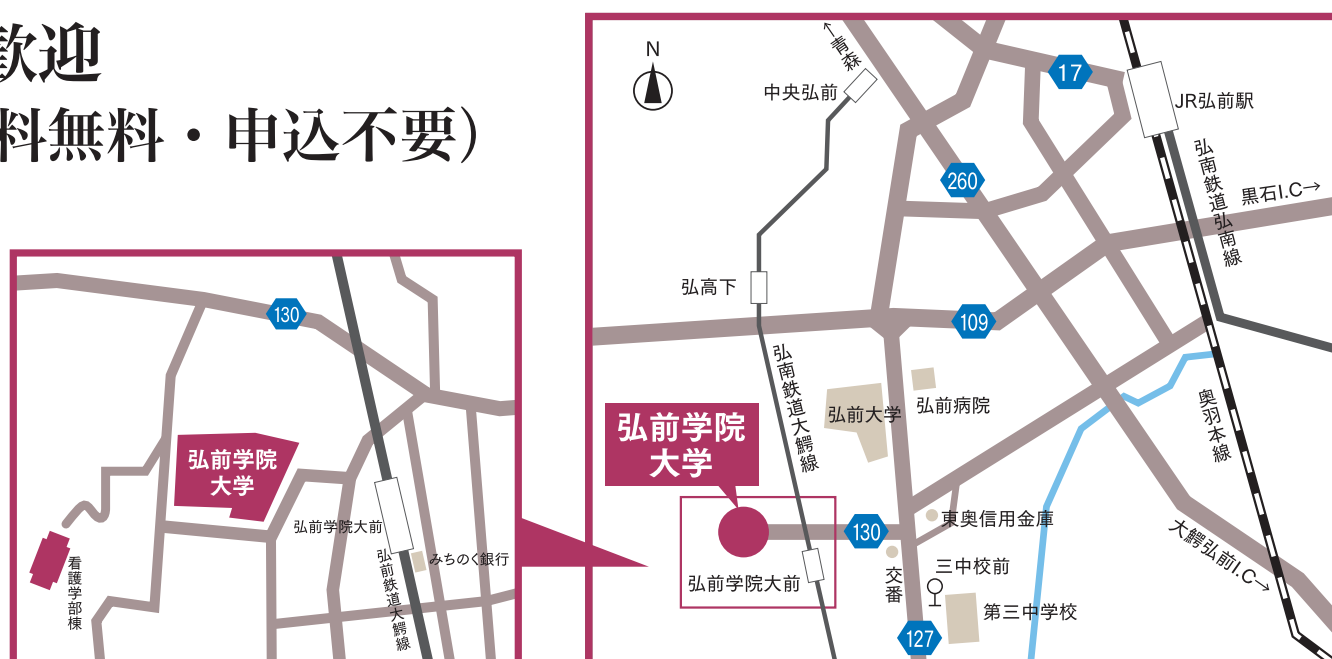 歓迎
料無料・申込不要）
130
弘前学院
大学
弘前学院大前
みちのく銀行
看護学部棟
弘前鉄道大鰐線
N
↑青森
中央弘前
17
JR弘前駅
260
弘南鉄道弘南線
黒石I.C→
弘高下
109
弘南鉄道大鰐線
弘前大学
弘前病院
奥羽本線
弘前学院
大学
130
東奥信用金庫
弘前学院大前
交番
三中校前
第三中学校
大鰐弘前I.C→
127